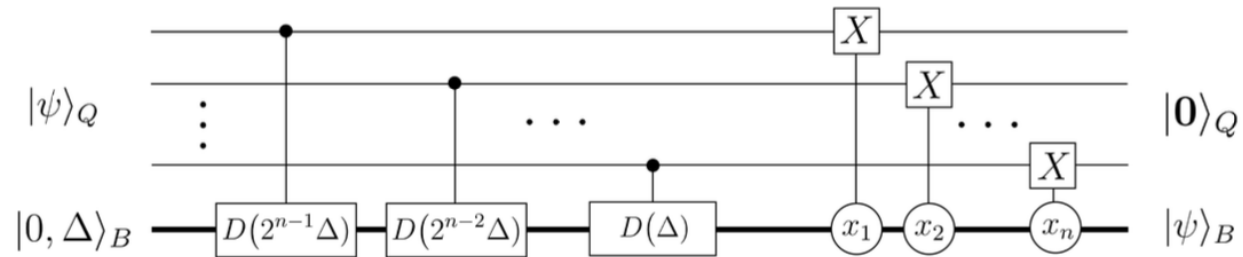 X
X
|ψ⟩_Q ⋮ · · · · · · |𝟎⟩_Q
X
|0, Δ⟩_B D(2^{n−1}Δ) D(2^{n−2}Δ) D(Δ) x_1 x_2 x_n |ψ⟩_B